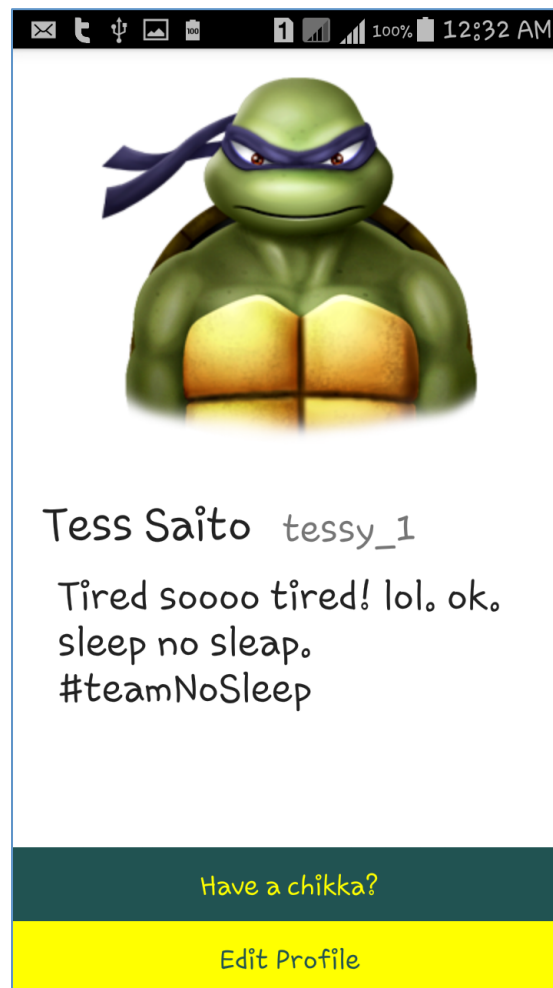 1 100% 12:32 AM
100
Tess Saito tessy_1
Tired soooo tired! lol. ok.
sleep no sleap.
#teamNoSleep
Have a chikka?
Edit Profile